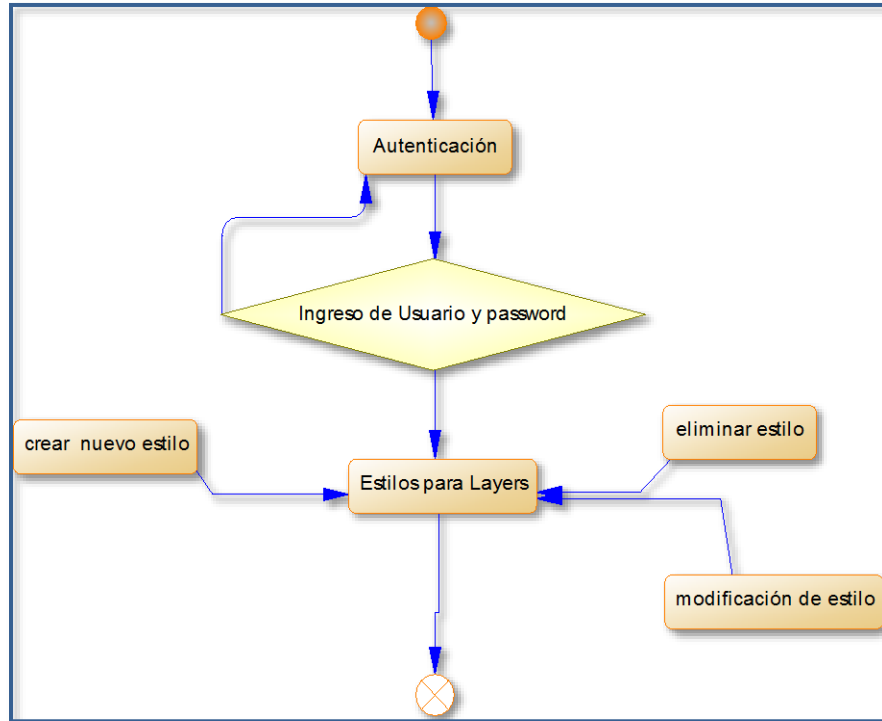 Autenticación
Ingreso de Usuario y password
crear nuevo estilo
eliminar estilo
Estilos para Layers
modificación de estilo